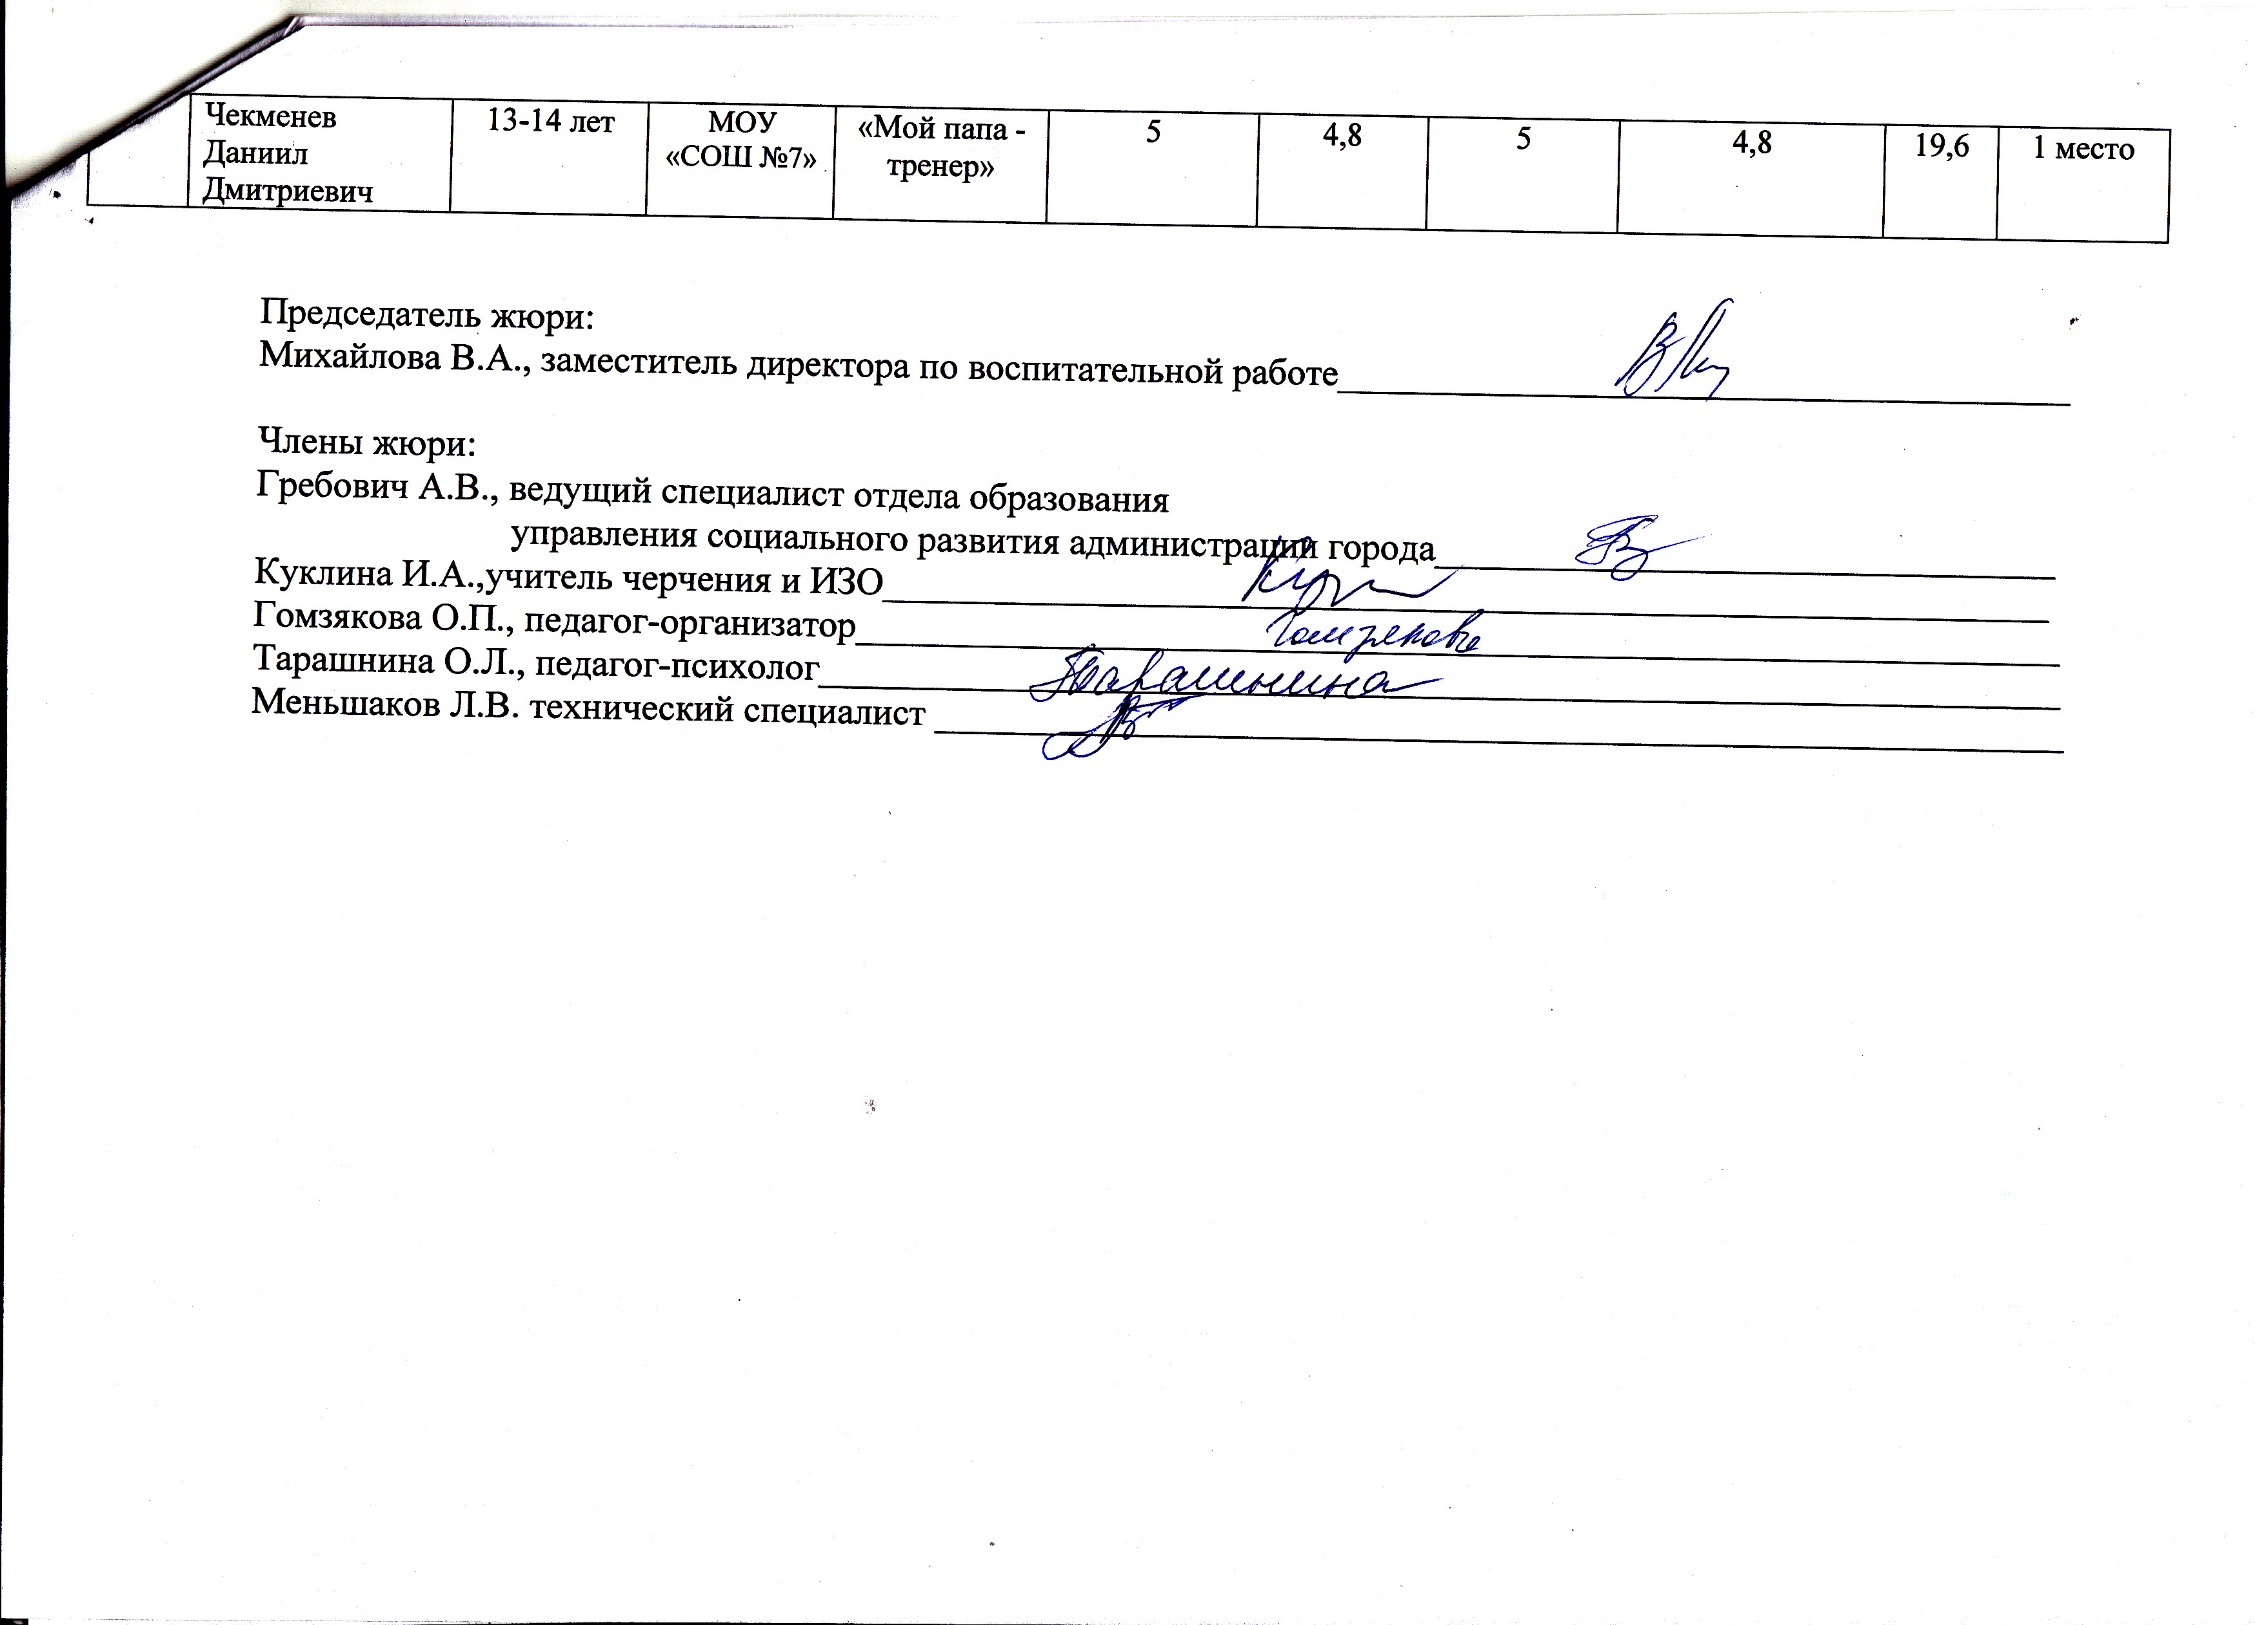 Чекменев Даниил Дмитриевич 13-14 лет МОУ «СОШ №7» «Мой папа - тренер» 5 4,8 5 4,8 19,6 1 место
Председатель жюри:
Михайлова В.А., заместитель директора по воспитательной работе
Члены жюри:
Гребович А.В., ведущий специалист отдела образования
управления социального развития администрации города
Куклина И.А.,учитель черчения и ИЗО
Гомзякова О.П., педагог-организатор Гомзякова
Тарашнина О.Л., педагог-психолог Тарашнина
Меньшаков Л.В. технический специалист